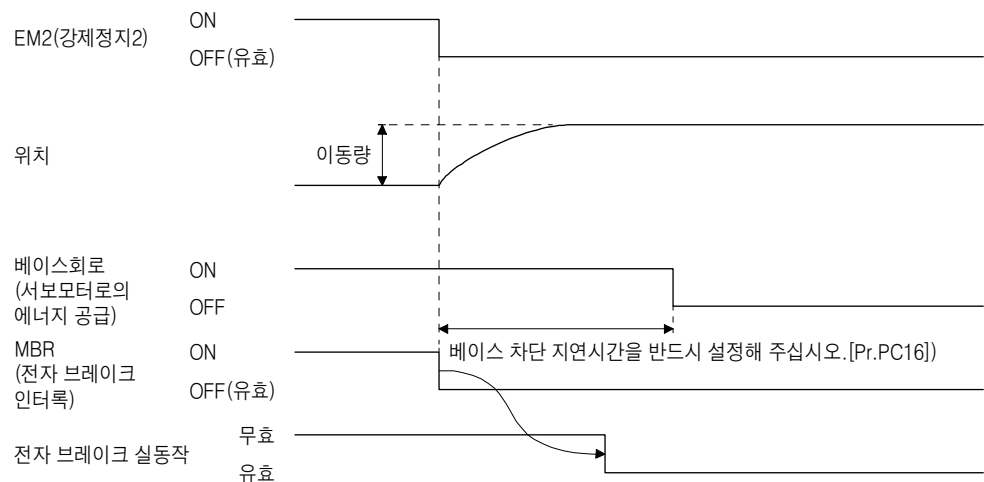 EM2(강제정지2)
ON
OFF(유효)
위치
이동량
베이스회로
(서보모터로의
에너지 공급)
ON
OFF
베이스 차단 지연시간을 반드시 설정해 주십시오.[Pr.PC16])
MBR
(전자 브레이크
인터록)
ON
OFF(유효)
전자 브레이크 실동작
무효
유효